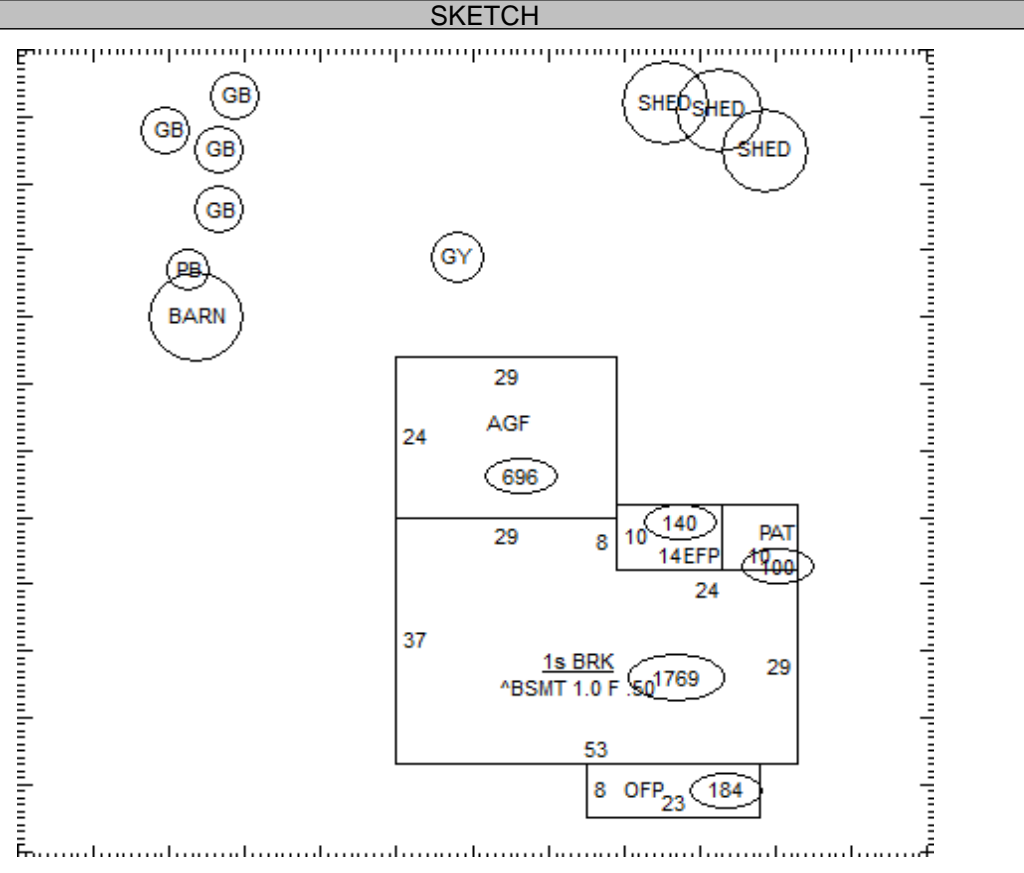 SKETCH
GB
SHED
SHED
GB
GB
SHED
GB
GY
PB
BARN
29
AGF
24
696
140
29
8
10
PAT
14EFP
10
100
24
37
1s BRK
29
^BSMT 1.0 F .50
1769
53
8
OFP
23
184